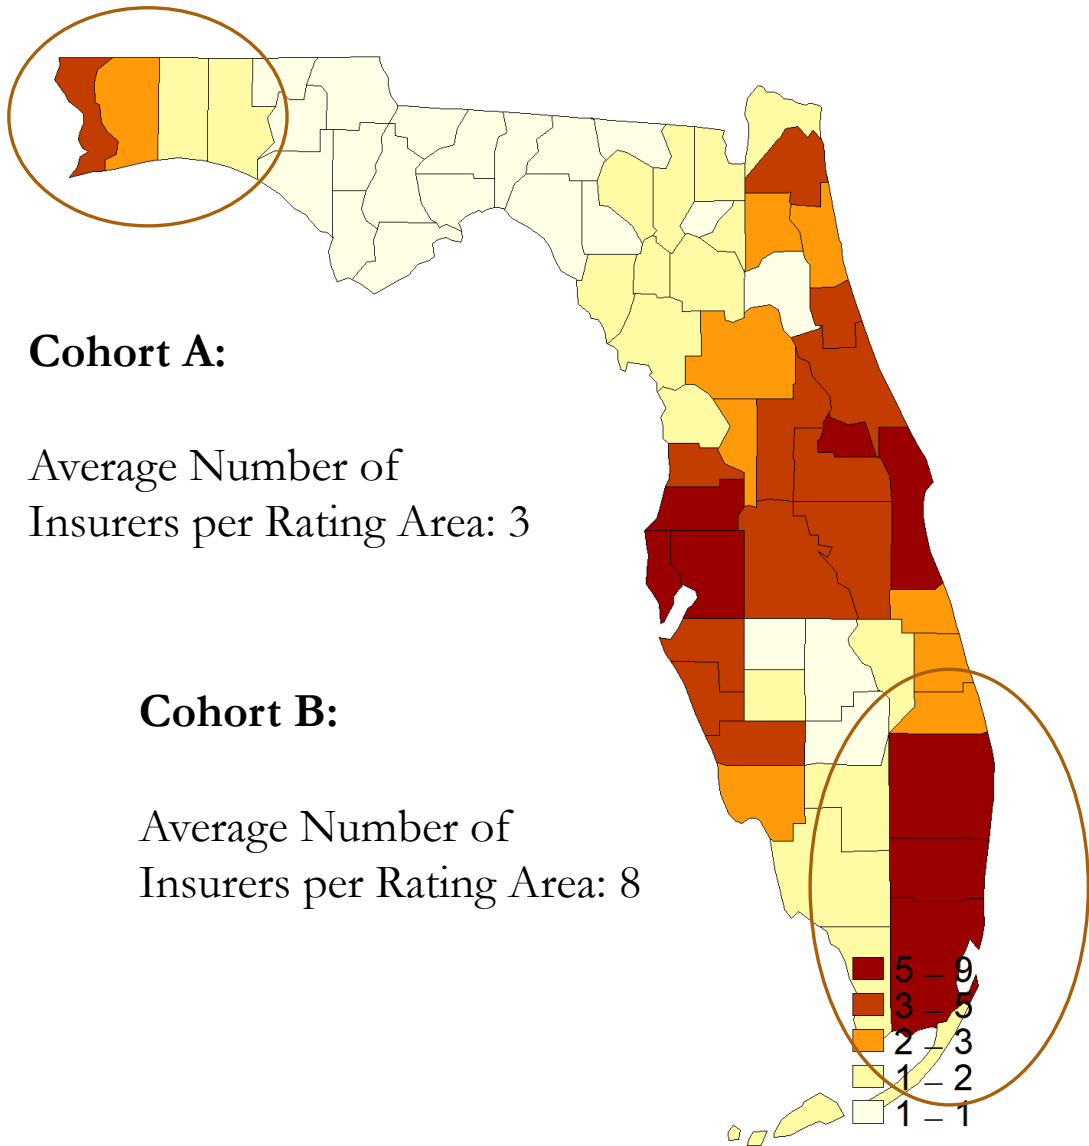 Cohort A:
Average Number of
Insurers per Rating Area: 3
Cohort B:
Average Number of
Insurers per Rating Area: 8
5 – 9
3 – 5
2 – 3
1 – 2
1 – 1